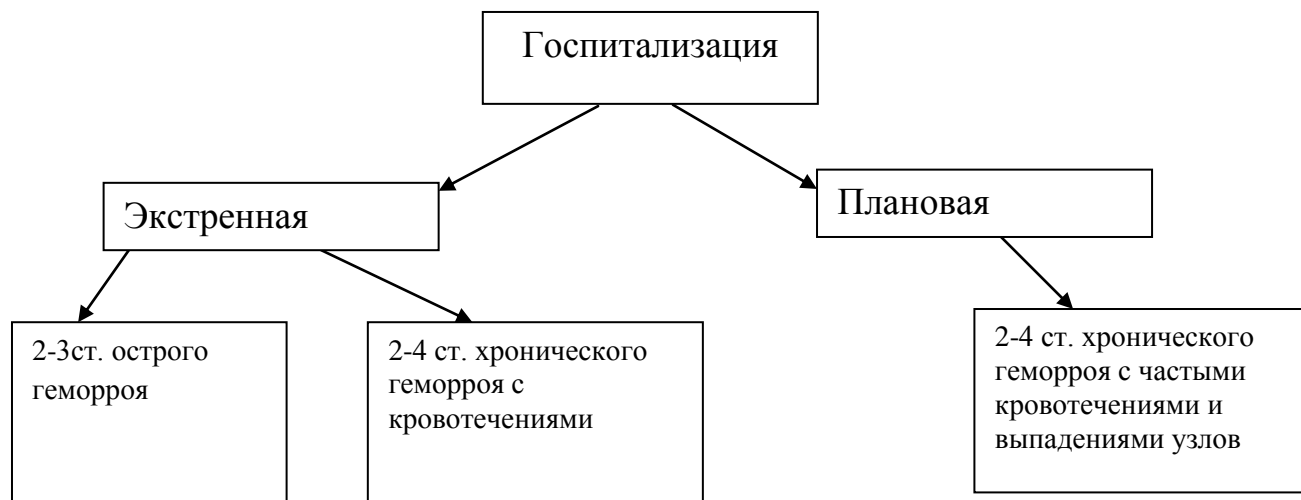 Госпитализация
Экстренная
Плановая
2-3ст. острого
геморроя
2-4 ст. хронического
геморроя с
кровотечениями
2-4 ст. хронического
геморроя с частыми
кровотечениями и
выпадениями узлов